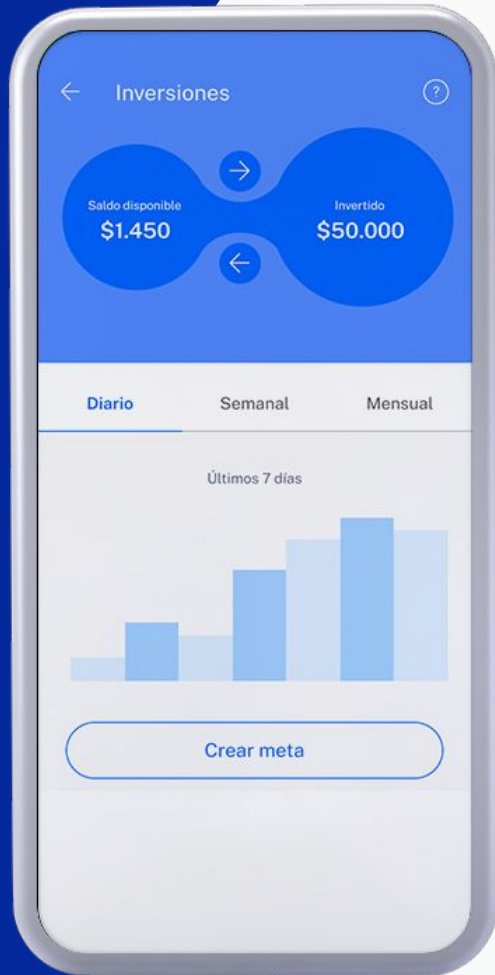 Inversiones
?
Saldo disponible
$1.450
Invertido
$50.000
Diario
Semanal
Mensual
Últimos 7 días
Crear meta